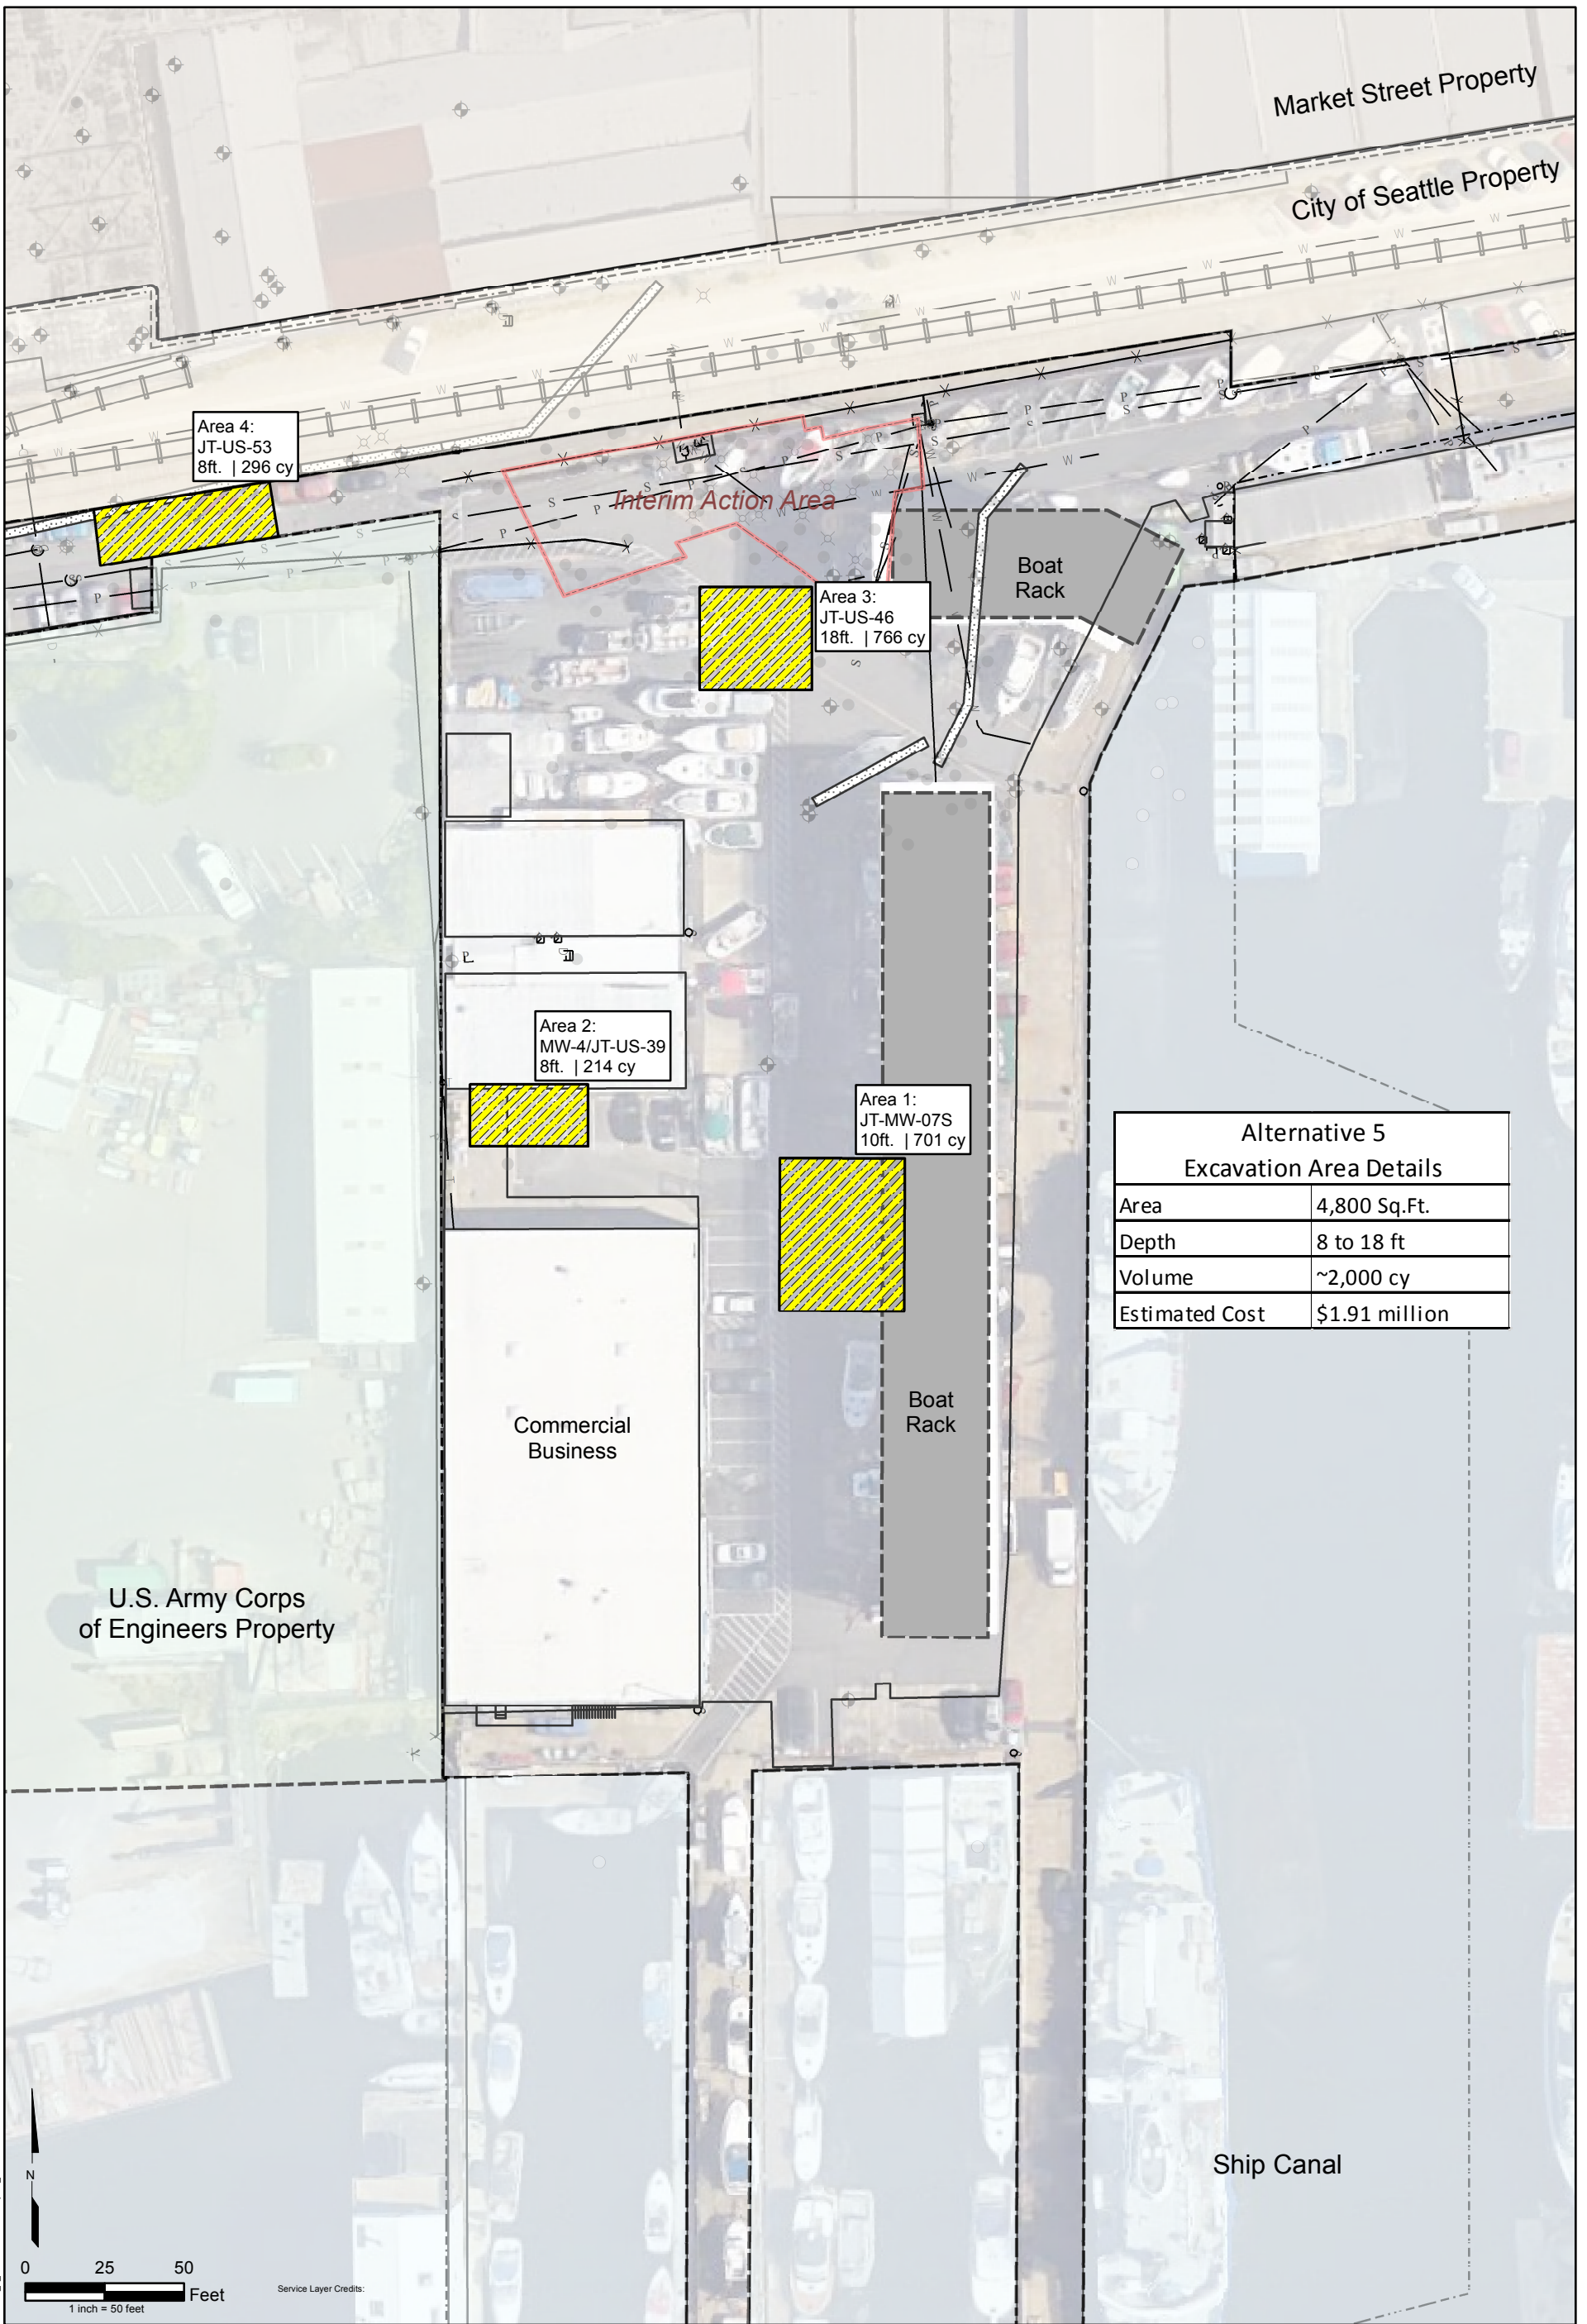 Market Street Property
City of Seattle Property
Area 4:
JT-US-53
8ft. | 296 cy
Interim Action Area
Boat
Rack
Area 3:
JT-US-46
18ft. | 766 cy
Area 2:
MW-4/JT-US-39
8ft. | 214 cy
Area 1:
JT-MW-07S
10ft. | 701 cy
Alternative 5
Excavation Area Details
Area 4,800 Sq.Ft.
Depth 8 to 18 ft
Volume ~2,000 cy
Estimated Cost $1.91 million
Boat
Rack
Commercial
Business
U.S. Army Corps
of Engineers Property
Ship Canal
N
0 25 50
Feet
1 inch = 50 feet
Service Layer Credits: